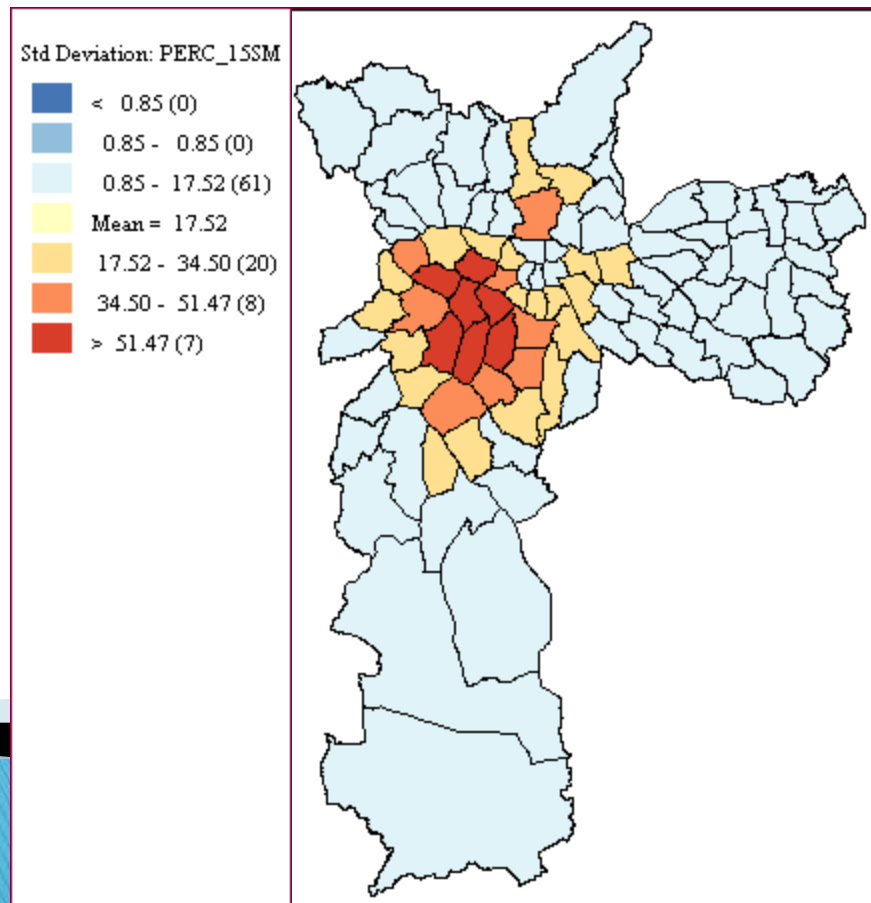 Std Deviation: PERC_15SM
< 0.85 (0)
0.85 - 0.85 (0)
0.85 - 17.52 (61)
Mean = 17.52
17.52 - 34.50 (20)
34.50 - 51.47 (8)
> 51.47 (7)